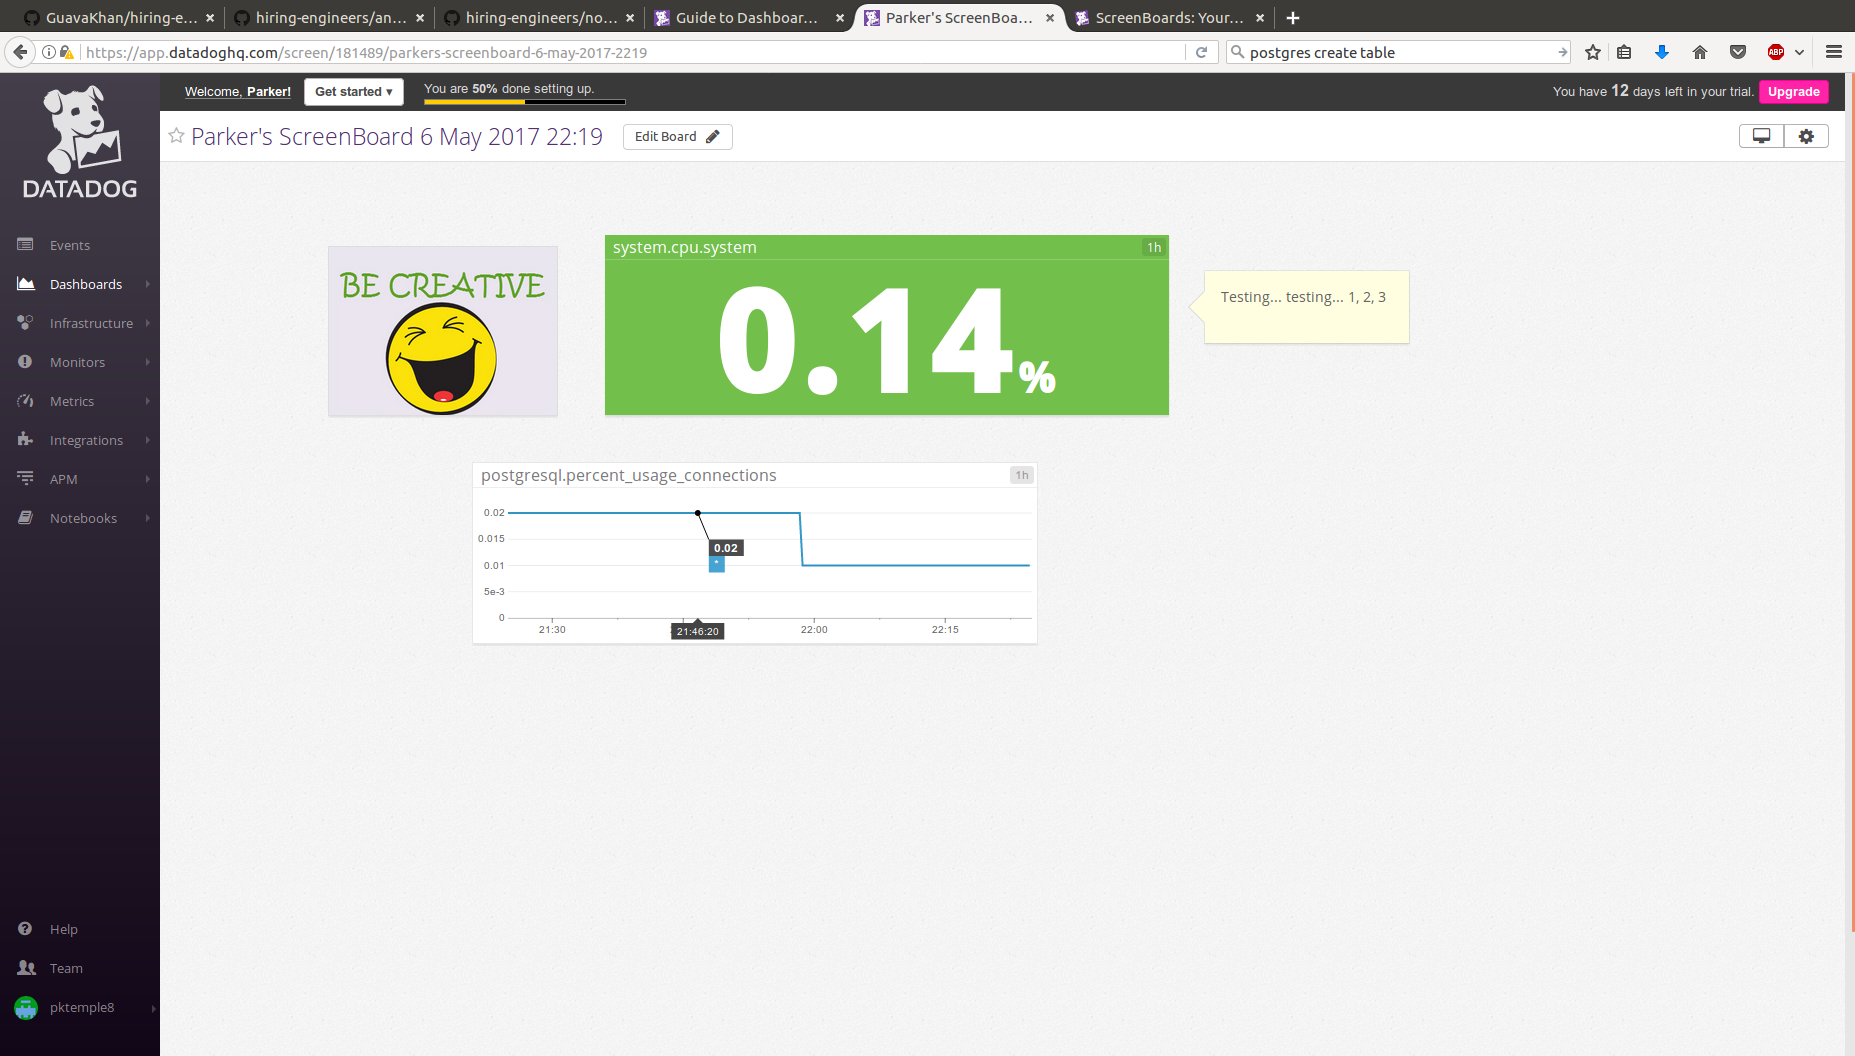 GuavaKhan/hiring-e...
hiring-engineers/an...
hiring-engineers/no...
Guide to Dashboar...
Parker's ScreenBoa...
ScreenBoards: Your...
https://app.datadoghq.com/screen/181489/parkers-screenboard-6-may-2017-2219
postgres create table
ABP
DATADOG
Welcome, Parker!
Get started ▾
You are 50% done setting up.
You have 12 days left in your trial.
Upgrade
Parker's ScreenBoard 6 May 2017 22:19
Edit Board
Events
Dashboards
Infrastructure
Monitors
Metrics
Integrations
APM
Notebooks
Help
Team
pktemple8
BE CREATIVE
system.cpu.system
1h
0.14%
Testing... testing... 1, 2, 3
postgresql.percent_usage_connections
1h
0.02
0.015
0.01
5e-3
0
0.02
*
21:30
21:46:20
22:00
22:15